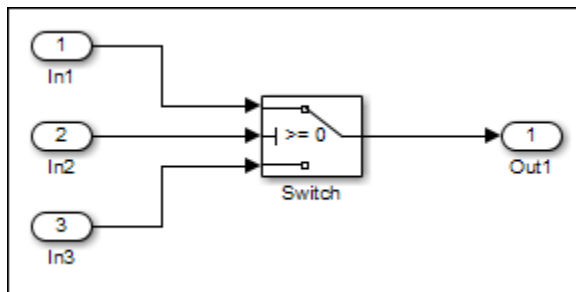 1
In1
2
>= 0
1
In2
Out1
Switch
3
In3